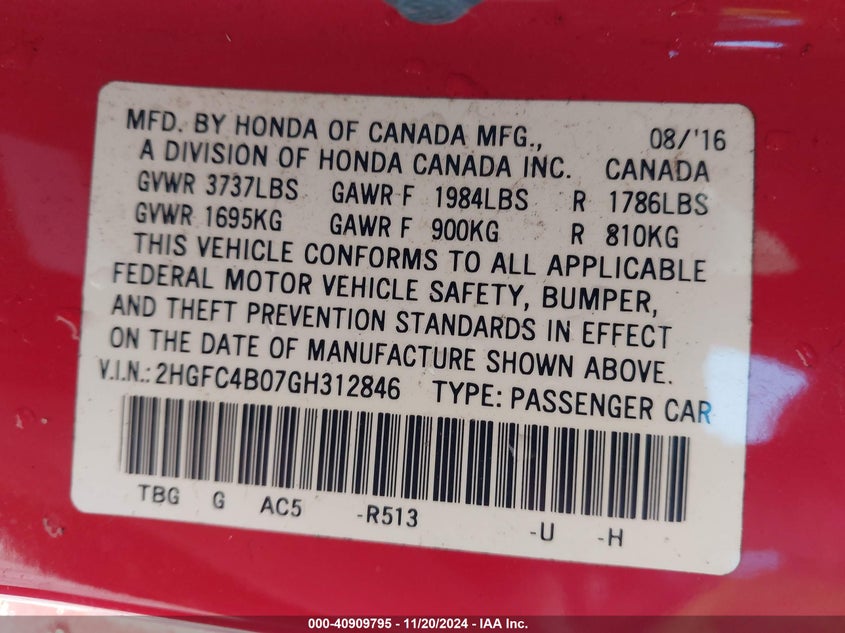 MFD. BY HONDA OF CANADA MFG., 08/'16
A DIVISION OF HONDA CANADA INC. CANADA
GVWR 3737LBS GAWR F 1984LBS R 1786LBS
GVWR 1695KG GAWR F 900KG R 810KG
THIS VEHICLE CONFORMS TO ALL APPLICABLE
FEDERAL MOTOR VEHICLE SAFETY, BUMPER,
AND THEFT PREVENTION STANDARDS IN EFFECT
ON THE DATE OF MANUFACTURE SHOWN ABOVE.
V.I.N.: 2HGFC4B07GH312846 TYPE: PASSENGER CAR
TBG G AC5 -R513 -U -H
000-40909795 - 11/20/2024 - IAA Inc.